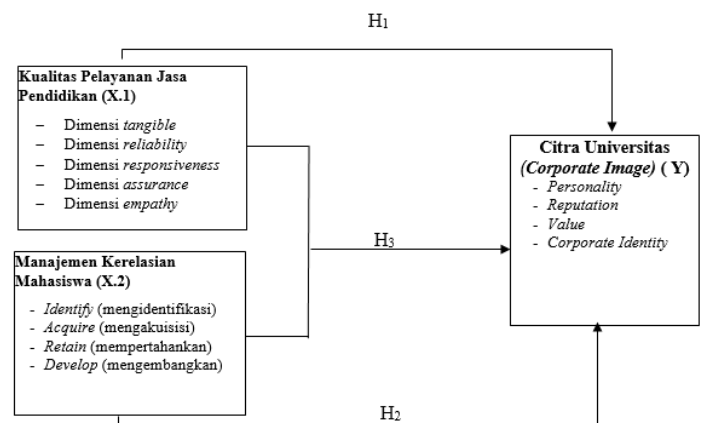 H1
Kualitas Pelayanan Jasa
Pendidikan (X.1)
– Dimensi tangible
– Dimensi reliability
– Dimensi responsiveness
– Dimensi assurance
– Dimensi empathy
Citra Universitas
(Corporate Image) ( Y)
- Personality
- Reputation
- Value
- Corporate Identity
H3
Manajemen Kerelasian
Mahasiswa (X.2)
- Identify (mengidentifikasi)
- Acquire (mengakuisisi)
- Retain (mempertahankan)
- Develop (mengembangkan)
H2